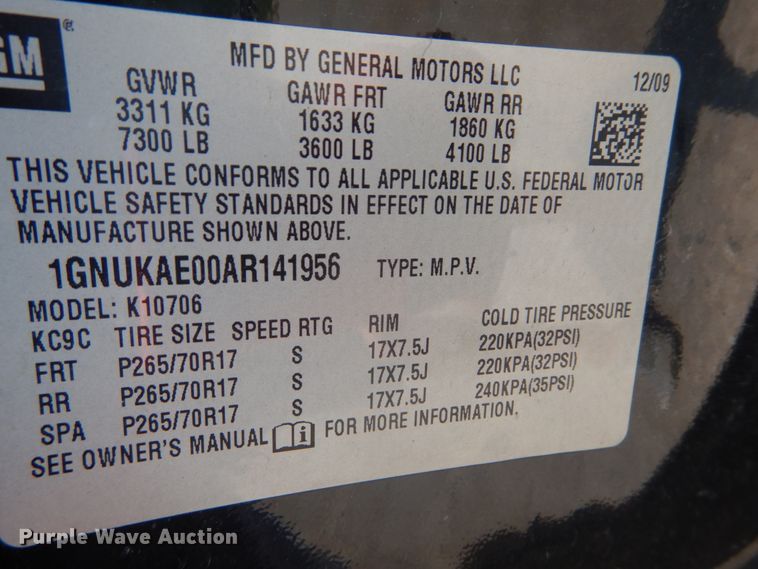 GM®
MFD BY GENERAL MOTORS LLC
12/09
GVWR GAWR FRT GAWR RR
3311 KG 1633 KG 1860 KG
7300 LB 3600 LB 4100 LB
THIS VEHICLE CONFORMS TO ALL APPLICABLE U.S. FEDERAL MOTOR
VEHICLE SAFETY STANDARDS IN EFFECT ON THE DATE OF
MANUFACTURE SHOWN ABOVE.
1GNUKAE00AR141956 TYPE: M.P.V.
MODEL: K10706
KC9C TIRE SIZE SPEED RTG RIM COLD TIRE PRESSURE
FRT P265/70R17 S 17X7.5J 220KPA(32PSI)
RR P265/70R17 S 17X7.5J 220KPA(32PSI)
SPA P265/70R17 S 17X7.5J 240KPA(35PSI)
SEE OWNER'S MANUAL i FOR MORE INFORMATION.
Purple Wave Auction